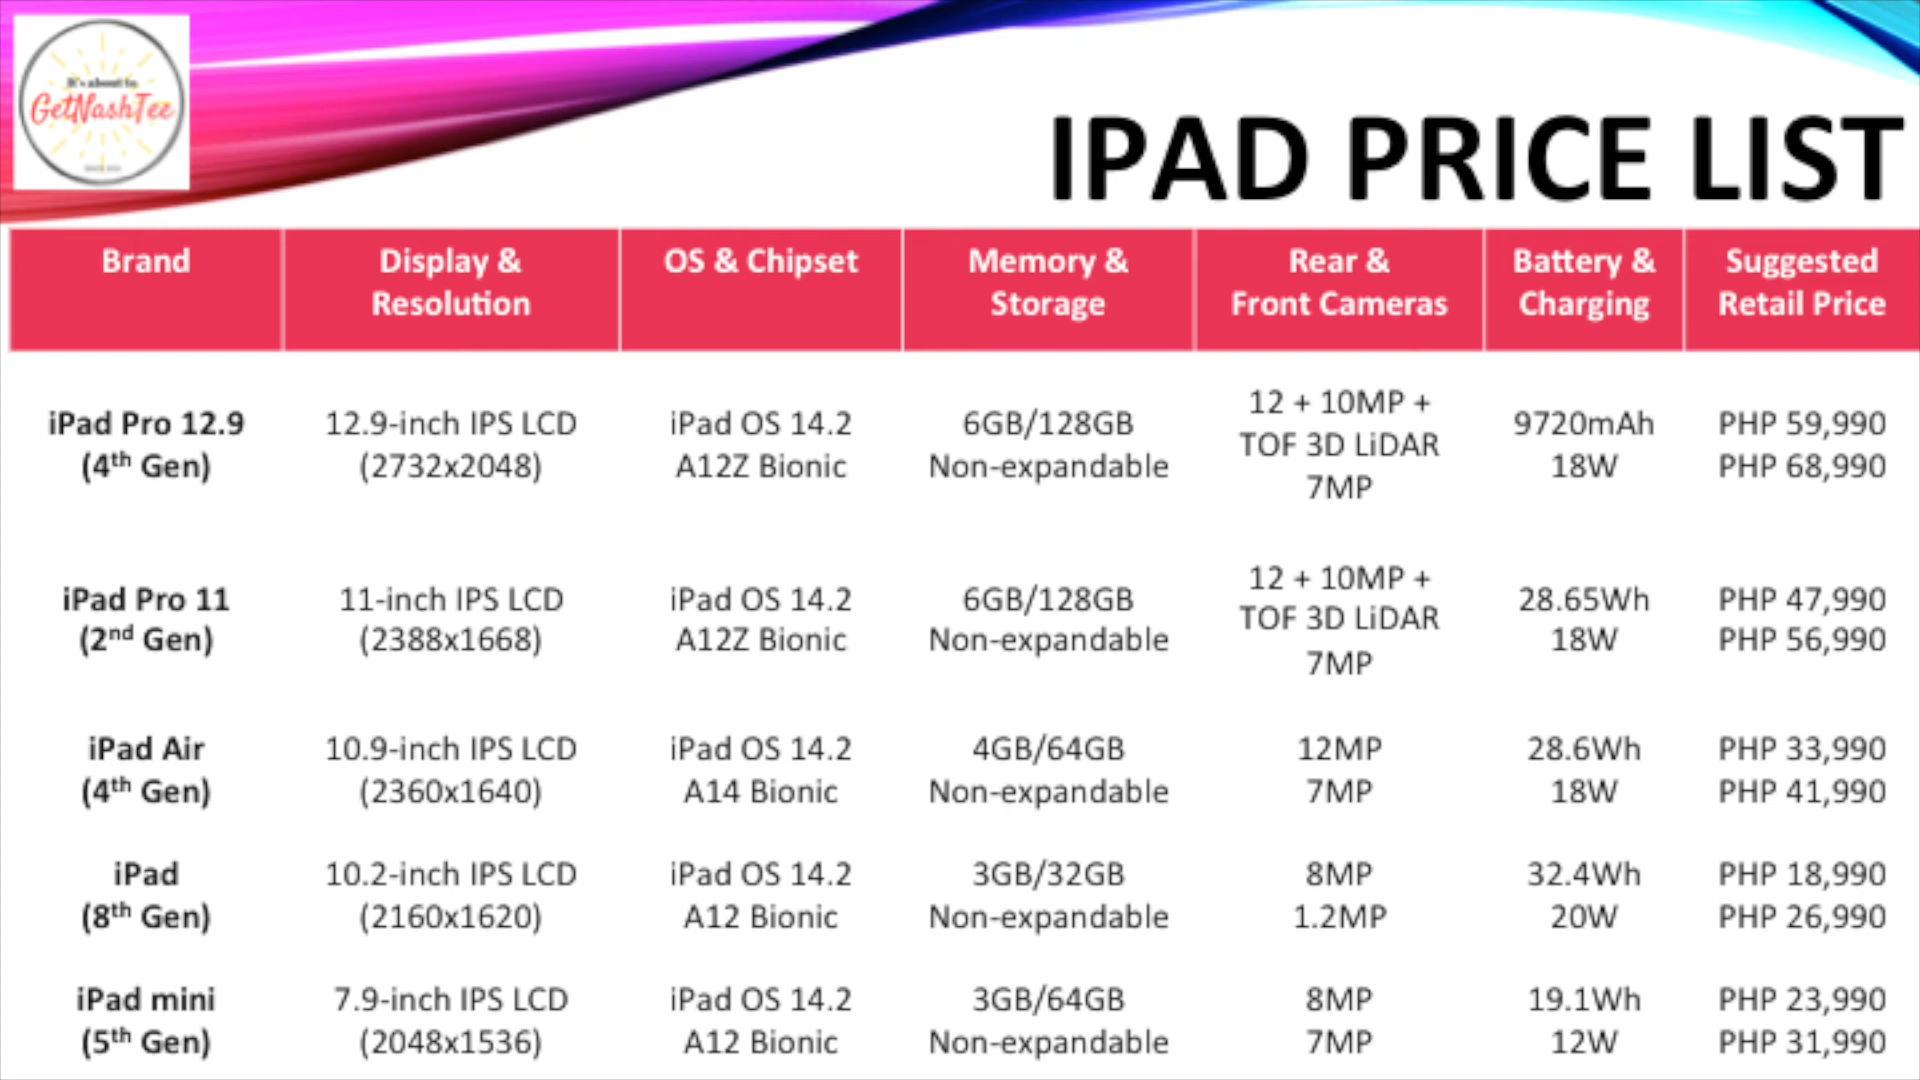 It's about to
GetNashTee
IPAD PRICE LIST
Brand
Display &
Resolution
OS & Chipset
Memory &
Storage
Rear &
Front Cameras
Battery &
Charging
Suggested
Retail Price
iPad Pro 12.9
(4th Gen)
12.9-inch IPS LCD
(2732x2048)
iPad OS 14.2
A12Z Bionic
6GB/128GB
Non-expandable
12 + 10MP +
TOF 3D LiDAR
7MP
9720mAh
18W
PHP 59,990
PHP 68,990
iPad Pro 11
(2nd Gen)
11-inch IPS LCD
(2388x1668)
iPad OS 14.2
A12Z Bionic
6GB/128GB
Non-expandable
12 + 10MP +
TOF 3D LiDAR
7MP
28.65Wh
18W
PHP 47,990
PHP 56,990
iPad Air
(4th Gen)
10.9-inch IPS LCD
(2360x1640)
iPad OS 14.2
A14 Bionic
4GB/64GB
Non-expandable
12MP
7MP
28.6Wh
18W
PHP 33,990
PHP 41,990
iPad
(8th Gen)
10.2-inch IPS LCD
(2160x1620)
iPad OS 14.2
A12 Bionic
3GB/32GB
Non-expandable
8MP
1.2MP
32.4Wh
20W
PHP 18,990
PHP 26,990
iPad mini
(5th Gen)
7.9-inch IPS LCD
(2048x1536)
iPad OS 14.2
A12 Bionic
3GB/64GB
Non-expandable
8MP
7MP
19.1Wh
12W
PHP 23,990
PHP 31,990